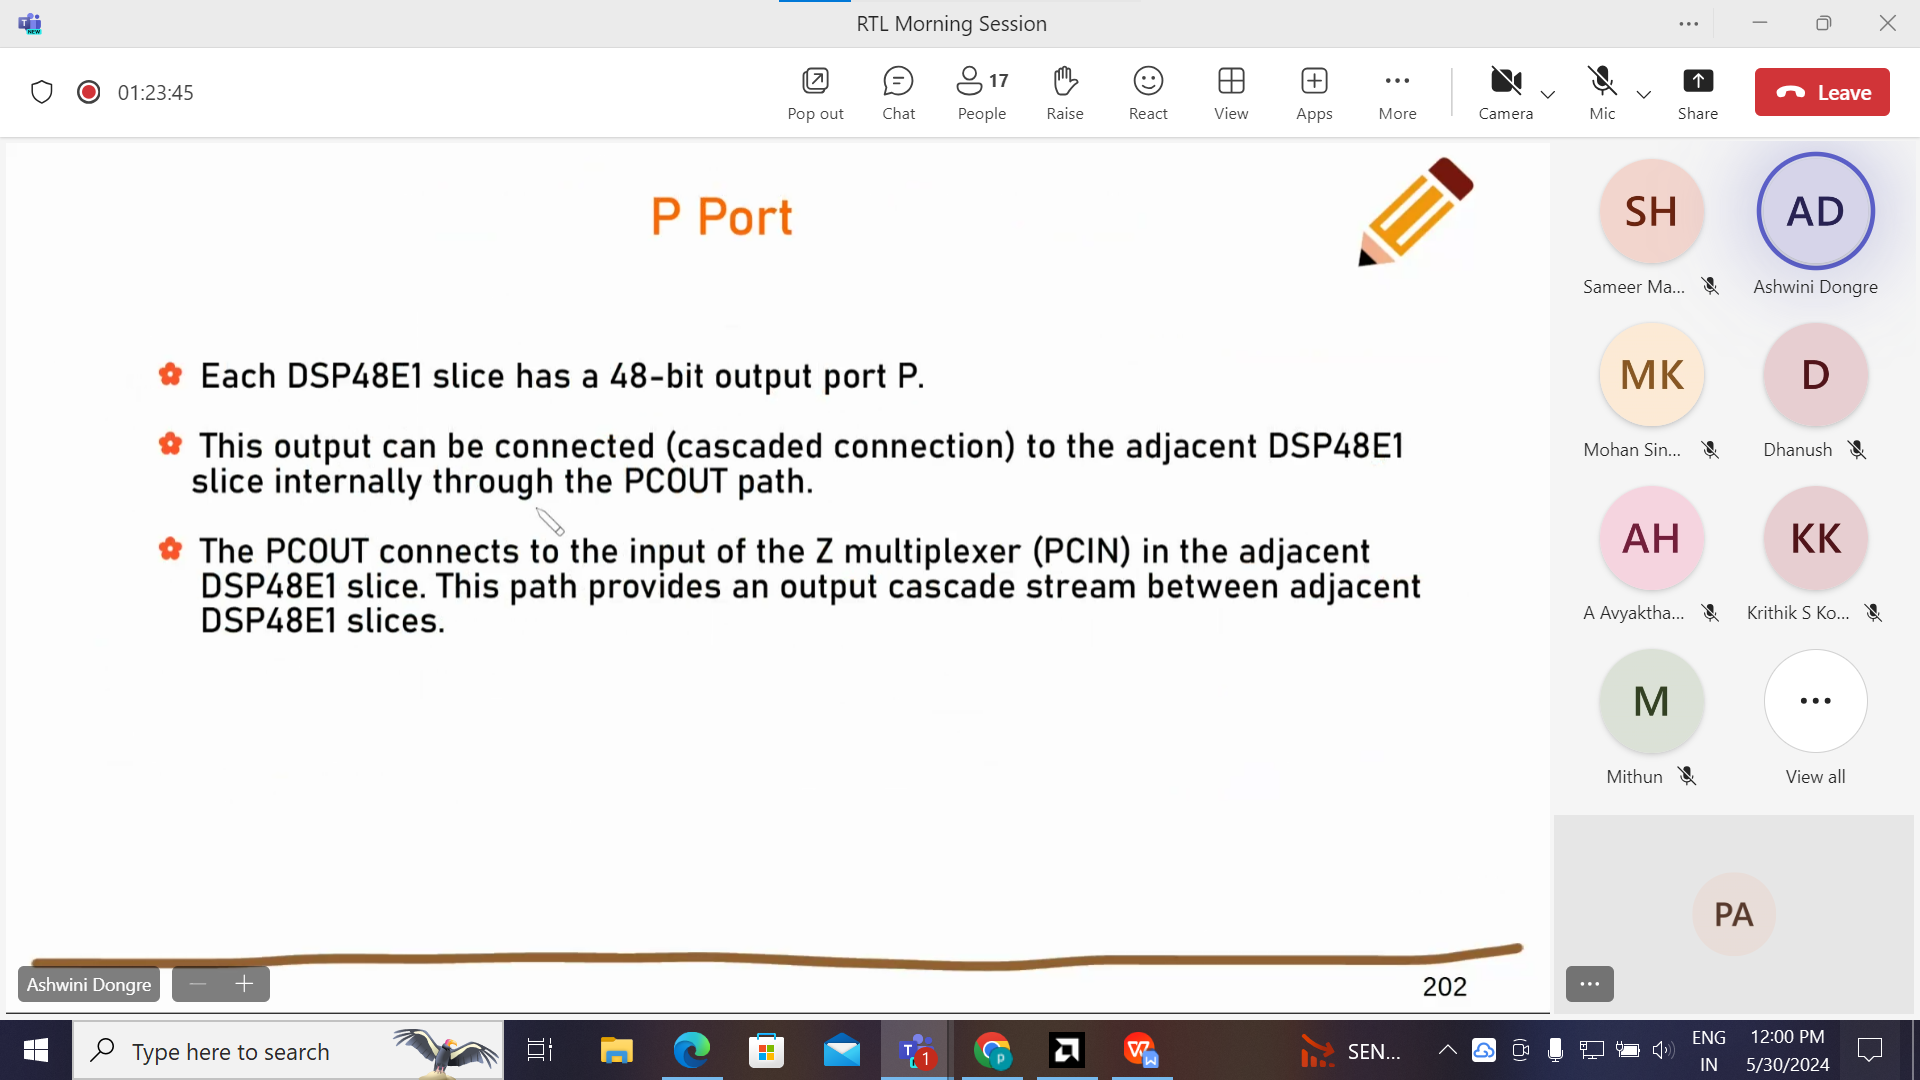 RTL Morning Session
01:23:45
Pop out
Chat
17
People
Raise
React
View
Apps
More
Camera
Mic
Share
Leave
P Port
Each DSP48E1 slice has a 48-bit output port P.
This output can be connected (cascaded connection) to the adjacent DSP48E1
slice internally through the PCOUT path.
The PCOUT connects to the input of the Z multiplexer (PCIN) in the adjacent
DSP48E1 slice. This path provides an output cascade stream between adjacent
DSP48E1 slices.
202
Ashwini Dongre
SH
Sameer Ma...
AD
Ashwini Dongre
MK
Mohan Sin...
D
Dhanush
AH
A Avyaktha...
KK
Krithik S Ko...
M
Mithun
View all
PA
Type here to search
1
SEN...
ENG
IN
12:00 PM
5/30/2024